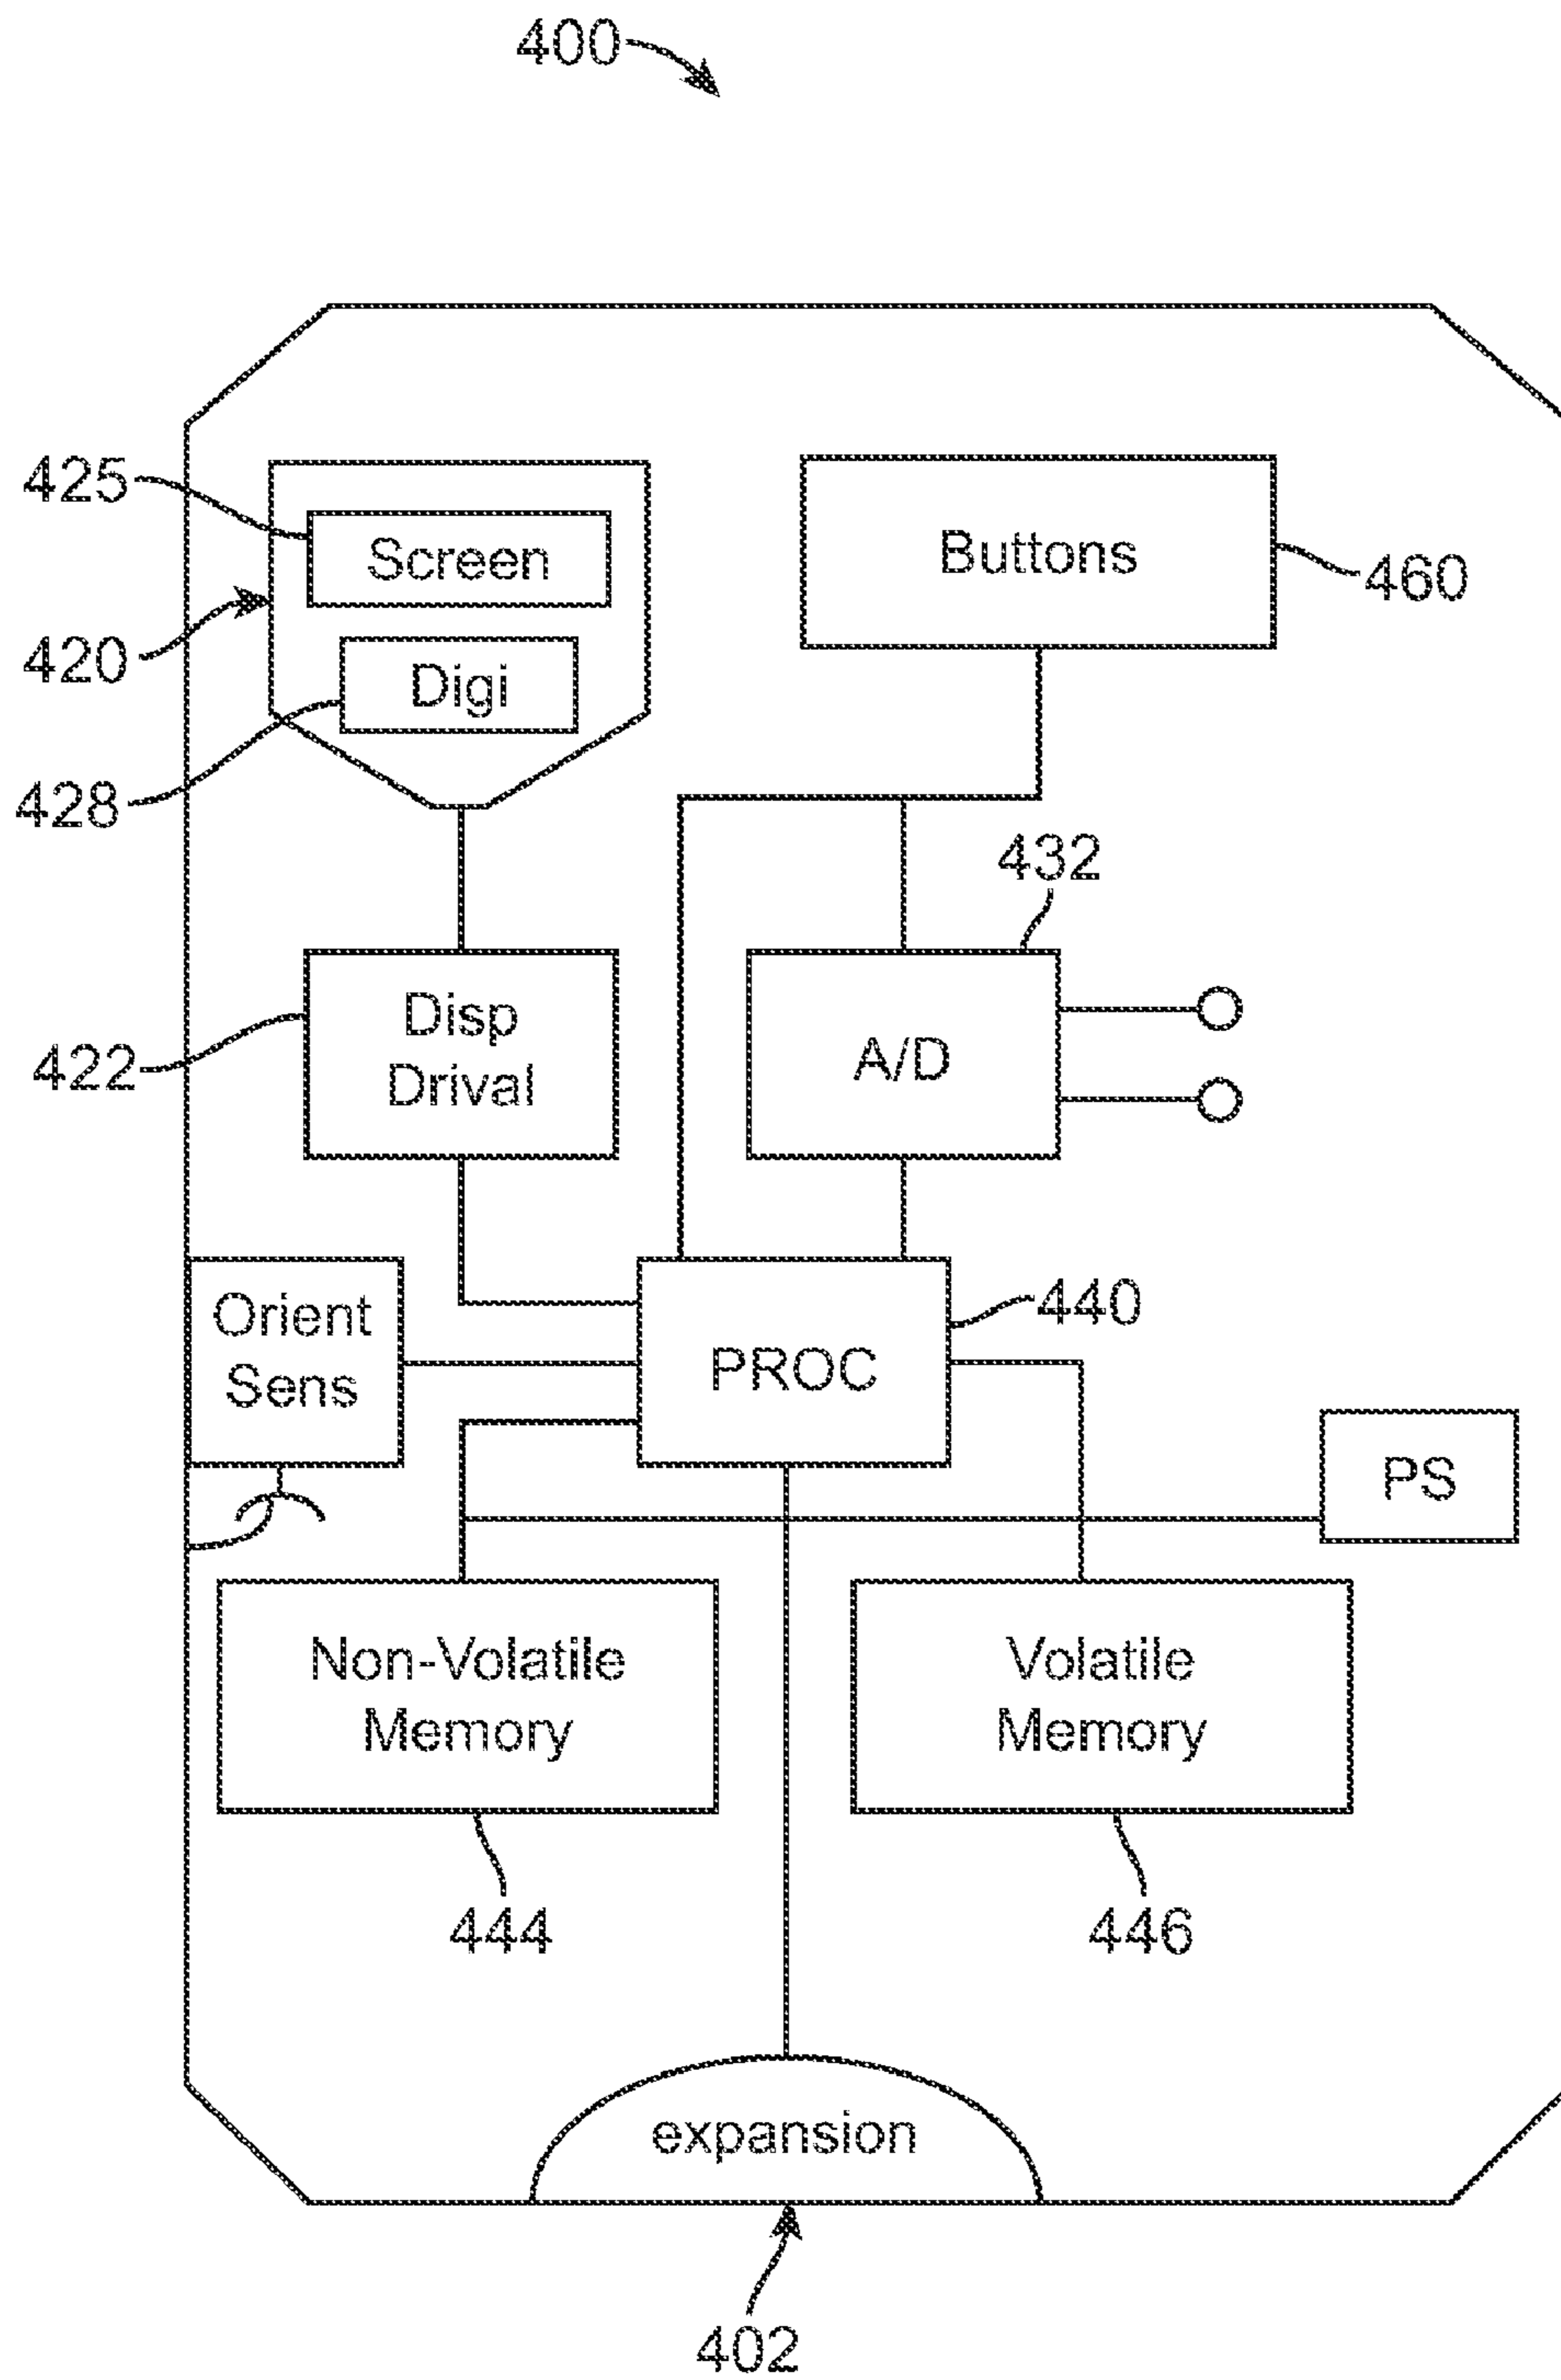 400
425
Screen
Buttons
460
420
Digi
428
432
Disp
Drival
A/D
422
Orient
Sens
440
PROC
PS
Non-Volatile
Memory
Volatile
Memory
444
446
expansion
402